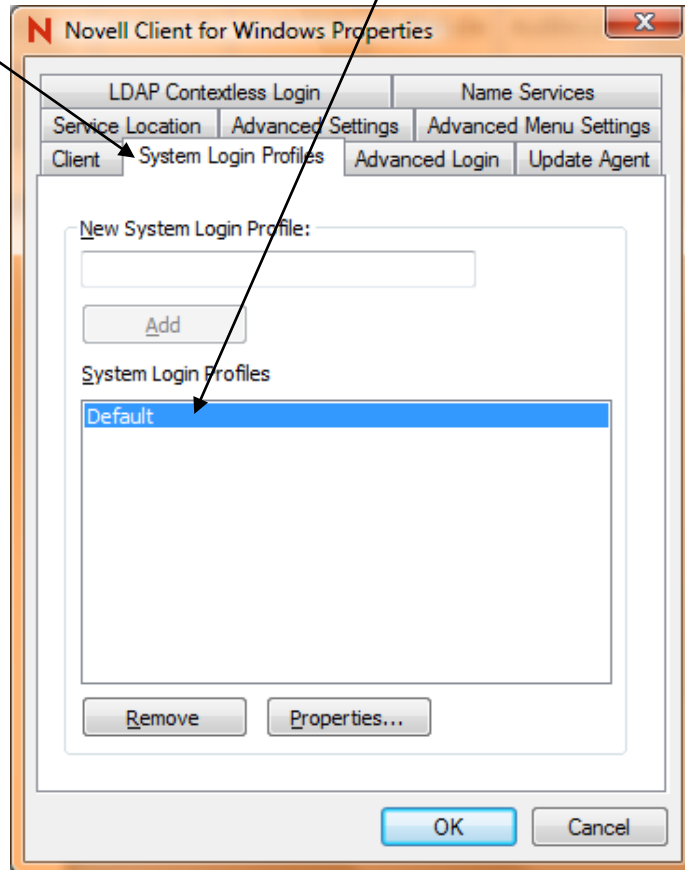 Novell Client for Windows Properties
LDAP Contextless Login Name Services
Service Location Advanced Settings Advanced Menu Settings
Client System Login Profiles Advanced Login Update Agent
New System Login Profile:
Add
System Login Profiles
Default
Remove Properties...
OK Cancel